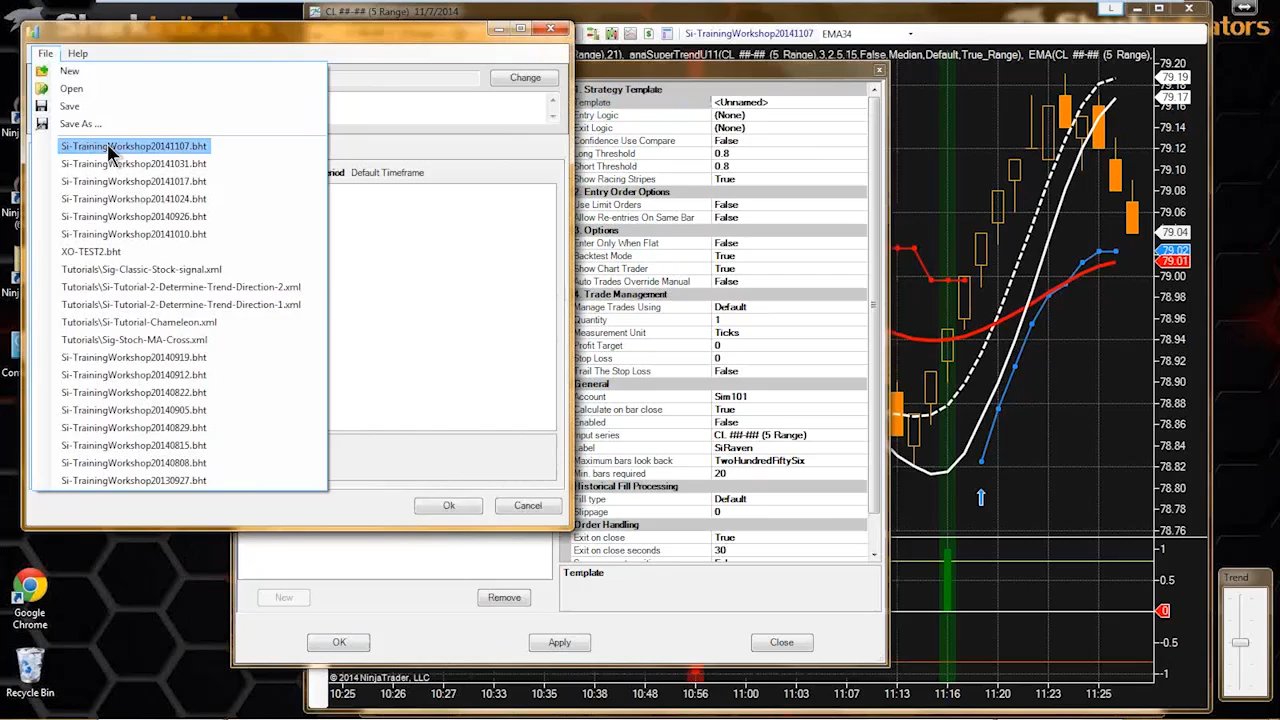 CL ##-## (5 Range) 11/7/2014
L
Si-TrainingWorkshop20141107
EMA34
Range),21), anaSuperTrendU11(CL ##-## (5 Range),3,2.5,15,False,Median,Default,True_Range), EMA(CL ##-## (5 Range),
File
Help
New
Open
Save
Save As ...
Si-TrainingWorkshop20141107.bht
Si-TrainingWorkshop20141031.bht
Si-TrainingWorkshop20141017.bht
Si-TrainingWorkshop20141024.bht
Si-TrainingWorkshop20140926.bht
Si-TrainingWorkshop20141010.bht
XO-TEST2.bht
Tutorials\Sig-Classic-Stock-signal.xml
Tutorials\Si-Tutorial-2-Determine-Trend-Direction-2.xml
Tutorials\Si-Tutorial-2-Determine-Trend-Direction-1.xml
Tutorials\Si-Tutorial-Chameleon.xml
Tutorials\Sig-Stoch-MA-Cross.xml
Si-TrainingWorkshop20140919.bht
Si-TrainingWorkshop20140912.bht
Si-TrainingWorkshop20140822.bht
Si-TrainingWorkshop20140905.bht
Si-TrainingWorkshop20140829.bht
Si-TrainingWorkshop20140815.bht
Si-TrainingWorkshop20140808.bht
Si-TrainingWorkshop20130927.bht
Change
Default Timeframe
Ok
Cancel
1. Strategy Template
Template <Unnamed>
Entry Logic (None)
Exit Logic (None)
Confidence Use Compare False
Long Threshold 0.8
Short Threshold 0.8
Show Racing Stripes True
2. Entry Order Options
Use Limit Orders False
Allow Re-entries On Same Bar False
3. Options
Enter Only When Flat False
Backtest Mode True
Show Chart Trader True
Auto Trades Override Manual False
4. Trade Management
Manage Trades Using Default
Quantity 1
Measurement Unit Ticks
Profit Target 0
Stop Loss 0
Trail The Stop Loss False
General
Account Sim101
Calculate on bar close True
Enabled False
Input series CL ##-## (5 Range)
Label SiRaven
Maximum bars look back TwoHundredFiftySix
Min. bars required 20
Historical Fill Processing
Fill type Default
Slippage 0
Order Handling
Exit on close True
Exit on close seconds 30
Template
New
Remove
OK
Apply
Close
79.20
79.19
79.17
79.14
79.12
79.10
79.08
79.06
79.04
79.02
79.01
79.00
78.98
78.96
78.94
78.92
78.90
78.88
78.86
78.84
78.82
78.80
78.78
78.76
1
0.5
0
-0.5
-1
© 2014 NinjaTrader, LLC
10:25 10:28 10:35 10:38 10:44 10:51 10:56 11:00 11:03 11:07 11:13 11:16 11:20 11:23 11:25
Trend
Google
Chrome
Recycle Bin